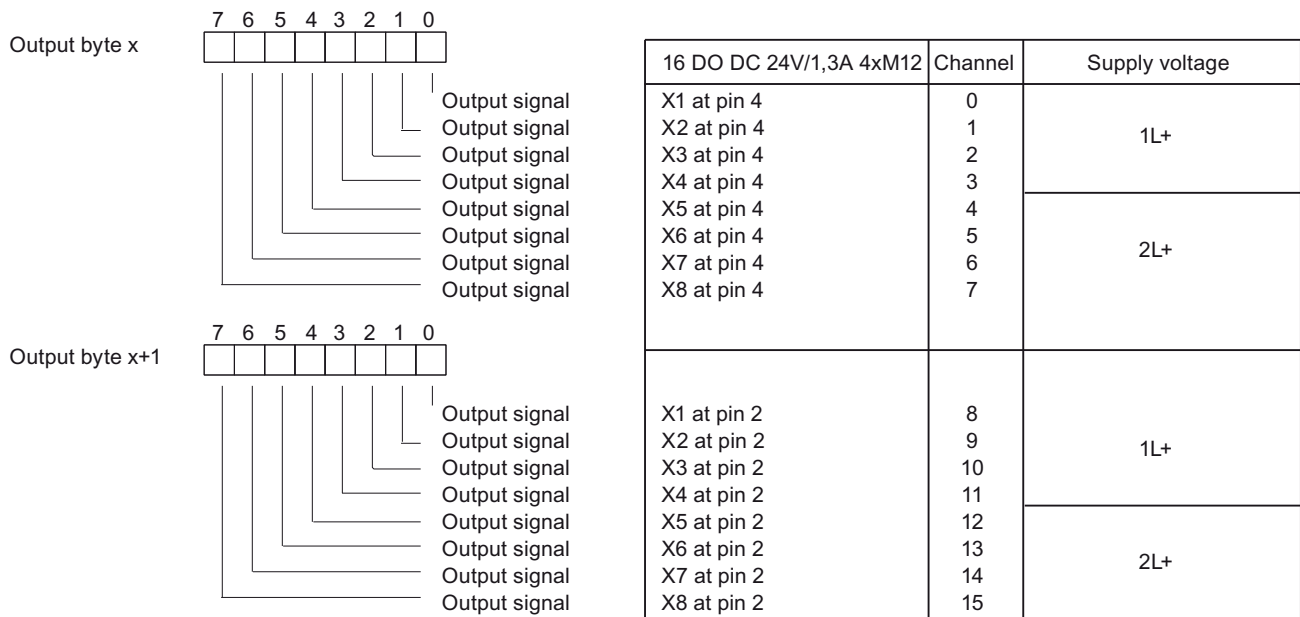 7 6 5 4 3 2 1 0
Output byte x
16 DO DC 24V/1,3A 4xM12 Channel Supply voltage
Output signal X1 at pin 4 0
Output signal X2 at pin 4 1
1L+
Output signal X3 at pin 4 2
Output signal X4 at pin 4 3
Output signal X5 at pin 4 4
Output signal X6 at pin 4 5
2L+
Output signal X7 at pin 4 6
Output signal X8 at pin 4 7
7 6 5 4 3 2 1 0
Output byte x+1
Output signal X1 at pin 2 8
Output signal X2 at pin 2 9
1L+
Output signal X3 at pin 2 10
Output signal X4 at pin 2 11
Output signal X5 at pin 2 12
Output signal X6 at pin 2 13
2L+
Output signal X7 at pin 2 14
Output signal X8 at pin 2 15